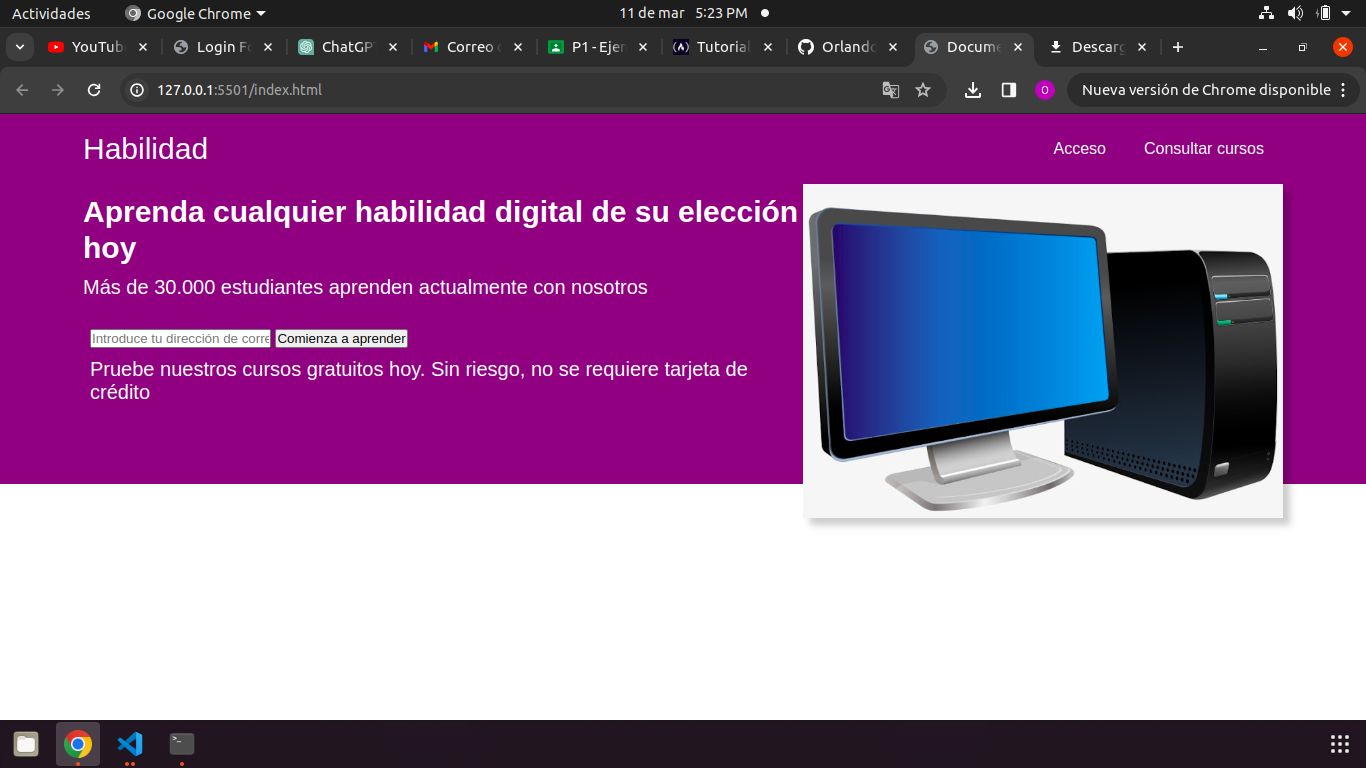 Actividades
Google Chrome
11 de mar 5:23 PM
YouTub
Login Fo
ChatGP
Correo
P1 - Ejer
Tutorial
Orlando
Docume
Descarg
127.0.0.1:5501/index.html
O
Nueva versión de Chrome disponible
Habilidad
Acceso
Consultar cursos
Aprenda cualquier habilidad digital de su elección
hoy
Más de 30.000 estudiantes aprenden actualmente con nosotros
Introduce tu dirección de corre
Comienza a aprender
Pruebe nuestros cursos gratuitos hoy. Sin riesgo, no se requiere tarjeta de
crédito